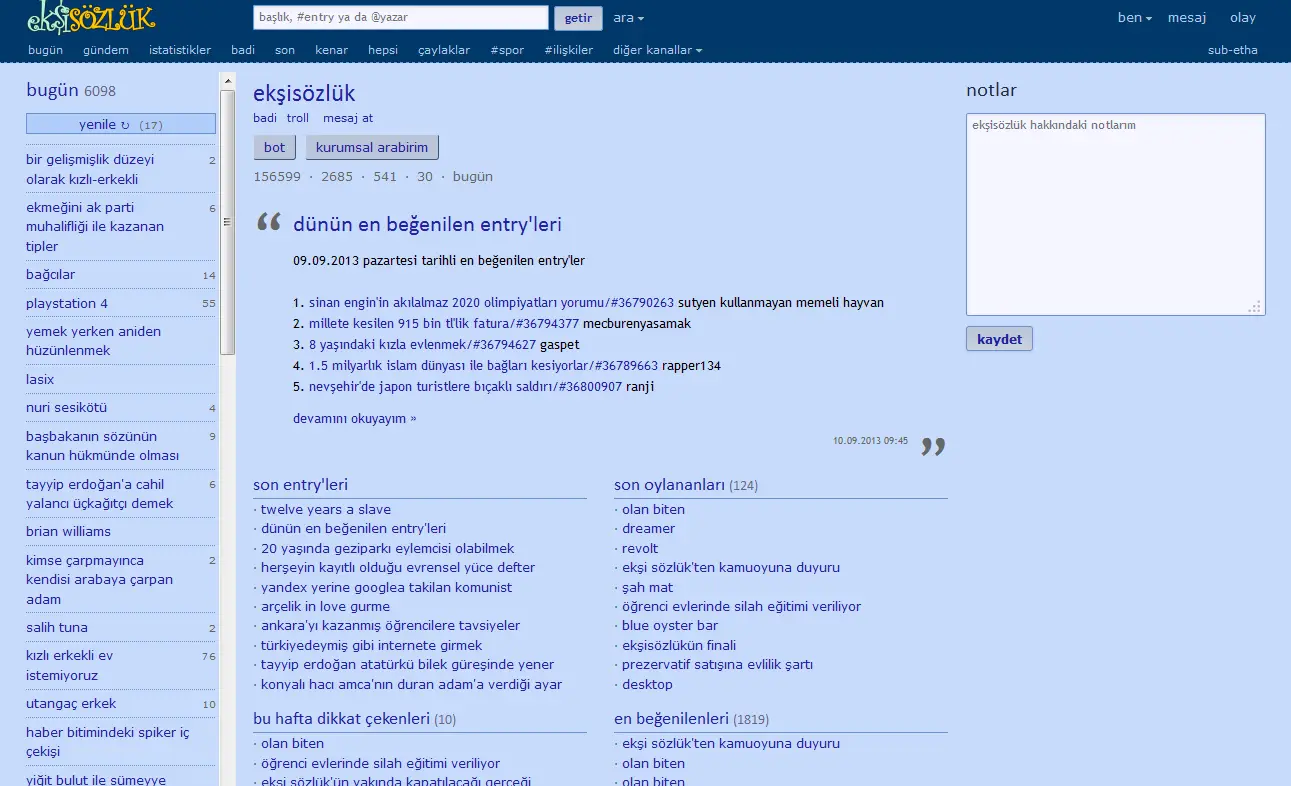 ekşisözlük
başlık, #entry ya da @yazar
getir
ara
ben
mesaj
olay
bugün gündem istatistikler badi son kenar hepsi çaylaklar #spor #ilişkiler diğer kanallar
sub-etha
bugün 6098
yenile ↻ (17)
bir gelişmişlik düzeyi 2
olarak kızlı-erkekli
ekmeğini ak parti 6
muhalifliği ile kazanan
tipler
bağcılar 14
playstation 4 55
yemek yerken aniden
hüzünlenmek
lasix
nuri sesikötü 4
başbakanın sözünün 9
kanun hükmünde olması
tayyip erdoğan'a cahil 6
yalancı üçkağıtçı demek
brian williams
kimse çarpmayınca 2
kendisi arabaya çarpan
adam
salih tuna 2
kızlı erkekli ev 76
istemiyoruz
utangaç erkek 10
haber bitimindeki spiker iç
çekişi
yiğit bulut ile sümeyye
ekşisözlük
badi troll mesaj at
bot kurumsal arabirim
156599 · 2685 · 541 · 30 · bugün
“ dünün en beğenilen entry'leri
09.09.2013 pazartesi tarihli en beğenilen entry'ler
1. sinan engin'in akılalmaz 2020 olimpiyatları yorumu/#36790263 sutyen kullanmayan memeli hayvan
2. millete kesilen 915 bin tl'lik fatura/#36794377 mecburenyasamak
3. 8 yaşındaki kızla evlenmek/#36794627 gaspet
4. 1.5 milyarlık islam dünyası ile bağları kesiyorlar/#36789663 rapper134
5. nevşehir'de japon turistlere bıçaklı saldırı/#36800907 ranji
devamını okuyayım »
10.09.2013 09:45 ”
son entry'leri
· twelve years a slave
· dünün en beğenilen entry'leri
· 20 yaşında geziparkı eylemcisi olabilmek
· herşeyin kayıtlı olduğu evrensel yüce defter
· yandex yerine googlea takilan komunist
· arçelik in love gurme
· ankara'yı kazanmış öğrencilere tavsiyeler
· türkiyedeymiş gibi internete girmek
· tayyip erdoğan atatürkü bilek güreşinde yener
· konyalı hacı amca'nın duran adam'a verdiği ayar
son oylananları (124)
· olan biten
· dreamer
· revolt
· ekşi sözlük'ten kamuoyuna duyuru
· şah mat
· öğrenci evlerinde silah eğitimi veriliyor
· blue oyster bar
· ekşisözlükün finali
· prezervatif satışına evlilik şartı
· desktop
bu hafta dikkat çekenleri (10)
· olan biten
· öğrenci evlerinde silah eğitimi veriliyor
· ekşi sözlük'ün yakında kapatılacağı gerçeği
en beğenilenleri (1819)
· ekşi sözlük'ten kamuoyuna duyuru
· olan biten
· olan biten
notlar
ekşisözlük hakkındaki notlarım
kaydet